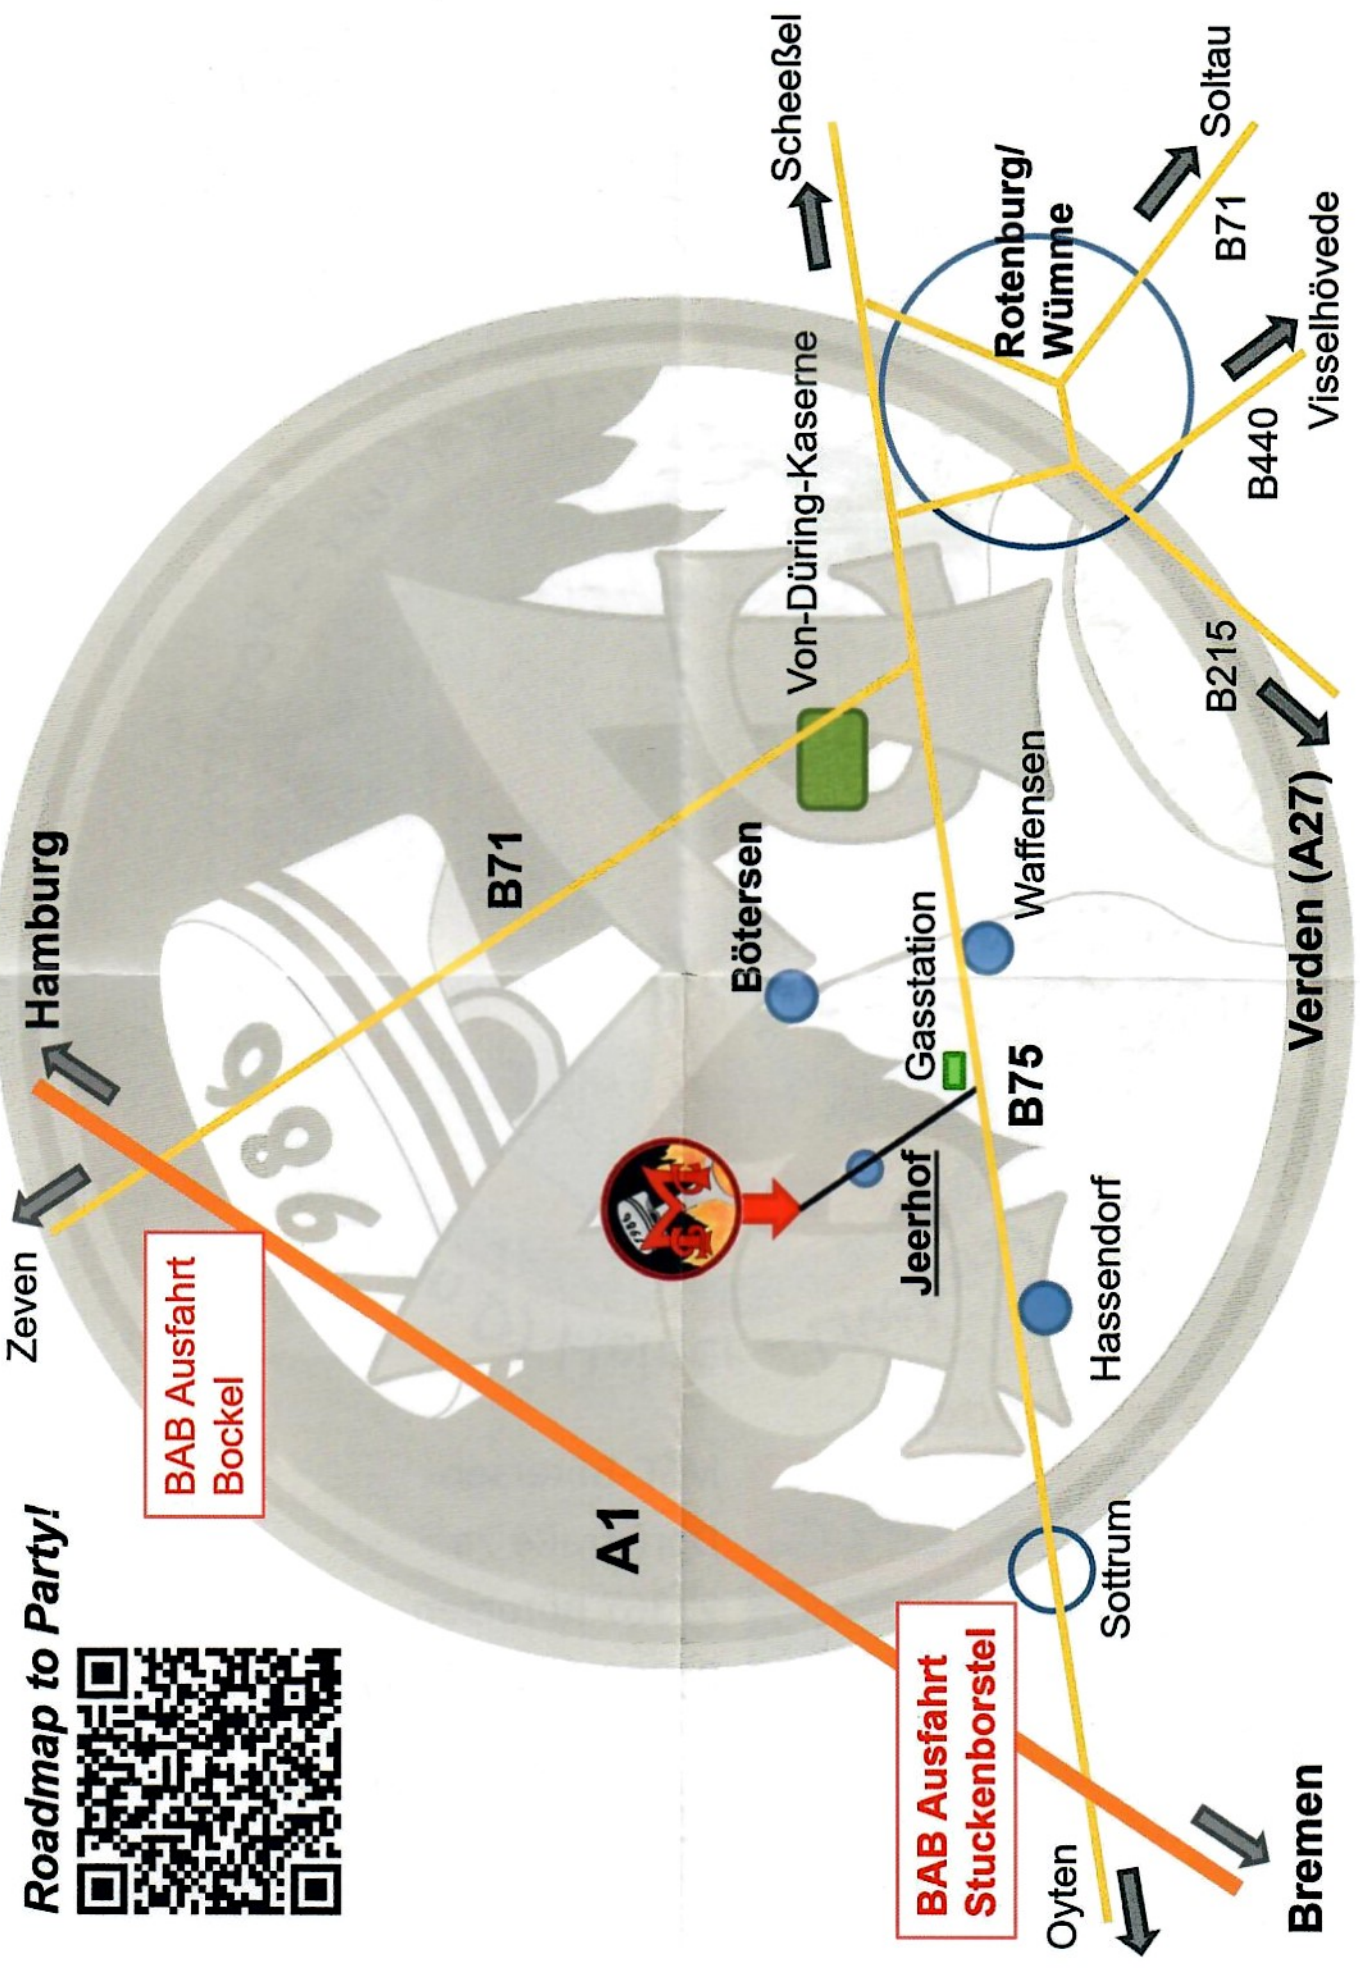 Roadmap to Party!
Zeven
Hamburg
BAB Ausfahrt
Bockel
B71
A1
1986
Scheeßel
Von-Düring-Kaserne
Bötersen
Rotenburg/
Wümme
Soltau
B71
Visselhövede
B440
B215
Gasstation
Waffensen
Jeerhof
B75
Verden (A27)
Hassendorf
Sottrum
BAB Ausfahrt
Stuckenborstel
Oyten
Bremen